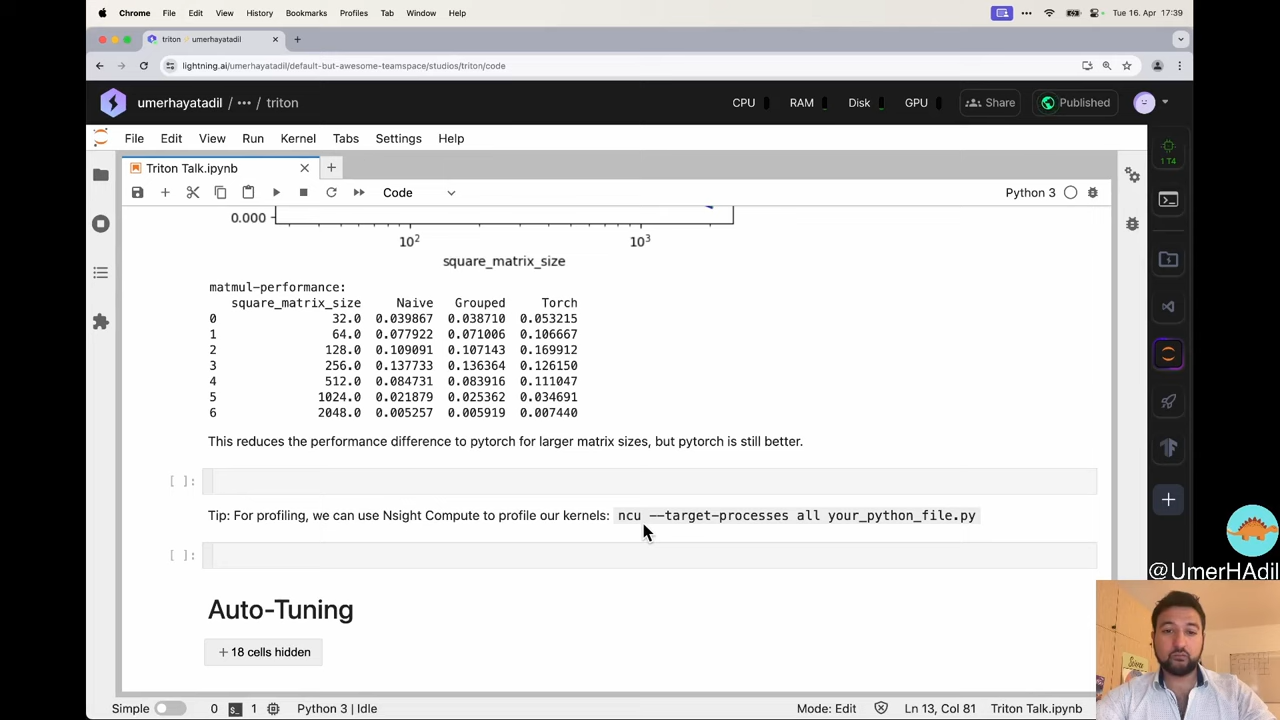 Chrome File Edit View History Bookmarks Profiles Tab Window Help Tue 16. Apr 17:39
triton umerhayatadil
lightning.ai/umerhayatadil/default-but-awesome-teamspace/studios/triton/code
umerhayatadil / ••• / triton CPU RAM Disk GPU Share Published
File Edit View Run Kernel Tabs Settings Help
1 T4
Triton Talk.ipynb
Code Python 3
0.000
10² 10³
square_matrix_size
matmul-performance:
square_matrix_size Naive Grouped Torch
0 32.0 0.039867 0.038710 0.053215
1 64.0 0.077922 0.071006 0.106667
2 128.0 0.109091 0.107143 0.169912
3 256.0 0.137733 0.136364 0.126150
4 512.0 0.084731 0.083916 0.111047
5 1024.0 0.021879 0.025362 0.034691
6 2048.0 0.005257 0.005919 0.007440
This reduces the performance difference to pytorch for larger matrix sizes, but pytorch is still better.
[ ]:
Tip: For profiling, we can use Nsight Compute to profile our kernels: ncu --target-processes all your_python_file.py
[ ]:
@UmerHAdil
Auto-Tuning
+ 18 cells hidden
Simple 0 1 Python 3 | Idle Mode: Edit Ln 13, Col 81 Triton Talk.ipynb